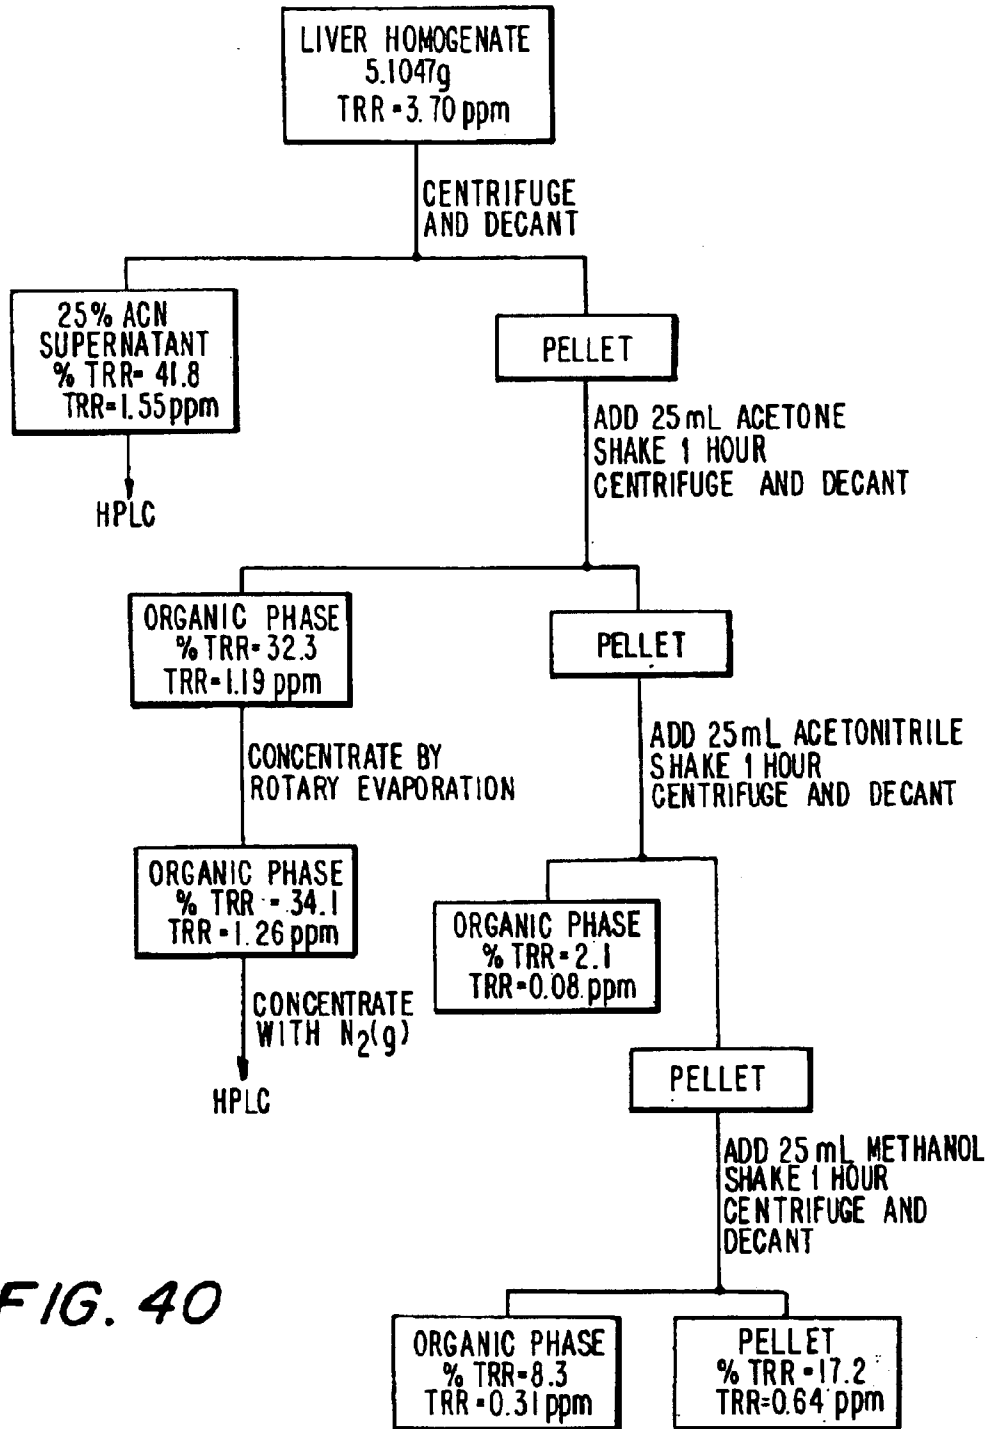 LIVER HOMOGENATE
5.1047g
TRR=3.70 ppm
CENTRIFUGE
AND DECANT
25% ACN
SUPERNATANT
% TRR= 41.8
TRR=1.55 ppm
HPLC
PELLET
ADD 25 mL ACETONE
SHAKE 1 HOUR
CENTRIFUGE AND DECANT
ORGANIC PHASE
% TRR=32.3
TRR=1.19 ppm
PELLET
CONCENTRATE BY
ROTARY EVAPORATION
ADD 25mL ACETONITRILE
SHAKE 1 HOUR
CENTRIFUGE AND DECANT
ORGANIC PHASE
% TRR =34.1
TRR=1.26 ppm
CONCENTRATE
WITH N2(g)
HPLC
ORGANIC PHASE
% TRR=2.1
TRR=0.08 ppm
PELLET
ADD 25 mL METHANOL
SHAKE 1 HOUR
CENTRIFUGE AND
DECANT
ORGANIC PHASE
% TRR=8.3
TRR=0.31 ppm
PELLET
% TRR=17.2
TRR=0.64 ppm
FIG. 40